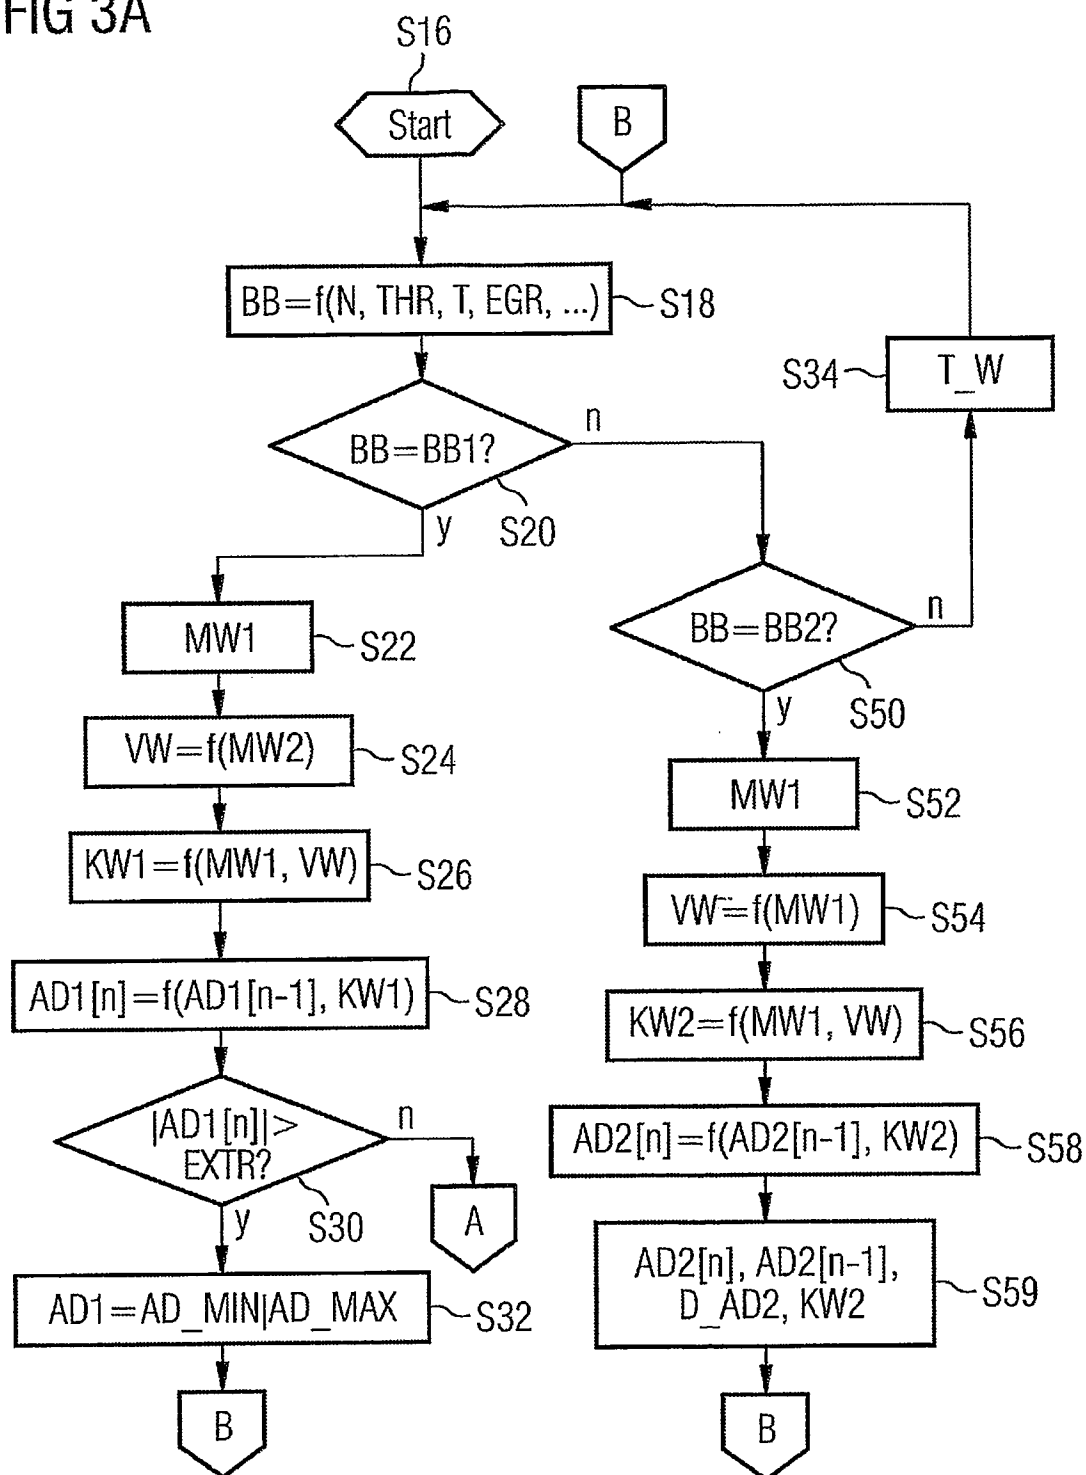 FIG 3A
S16
Start
B
BB=f(N, THR, T, EGR, ...)
S18
S34
T_W
BB=BB1?
n
S20
y
MW1
S22
BB=BB2?
n
S50
y
VW=f(MW2)
S24
MW1
S52
KW1=f(MW1, VW)
S26
VW=f(MW1)
S54
AD1[n]=f(AD1[n-1], KW1)
S28
KW2=f(MW1, VW)
S56
|AD1[n]|>
EXTR?
n
S30
y
A
AD2[n]=f(AD2[n-1], KW2)
S58
AD1=AD_MIN|AD_MAX
S32
AD2[n], AD2[n-1],
D_AD2, KW2
S59
B
B